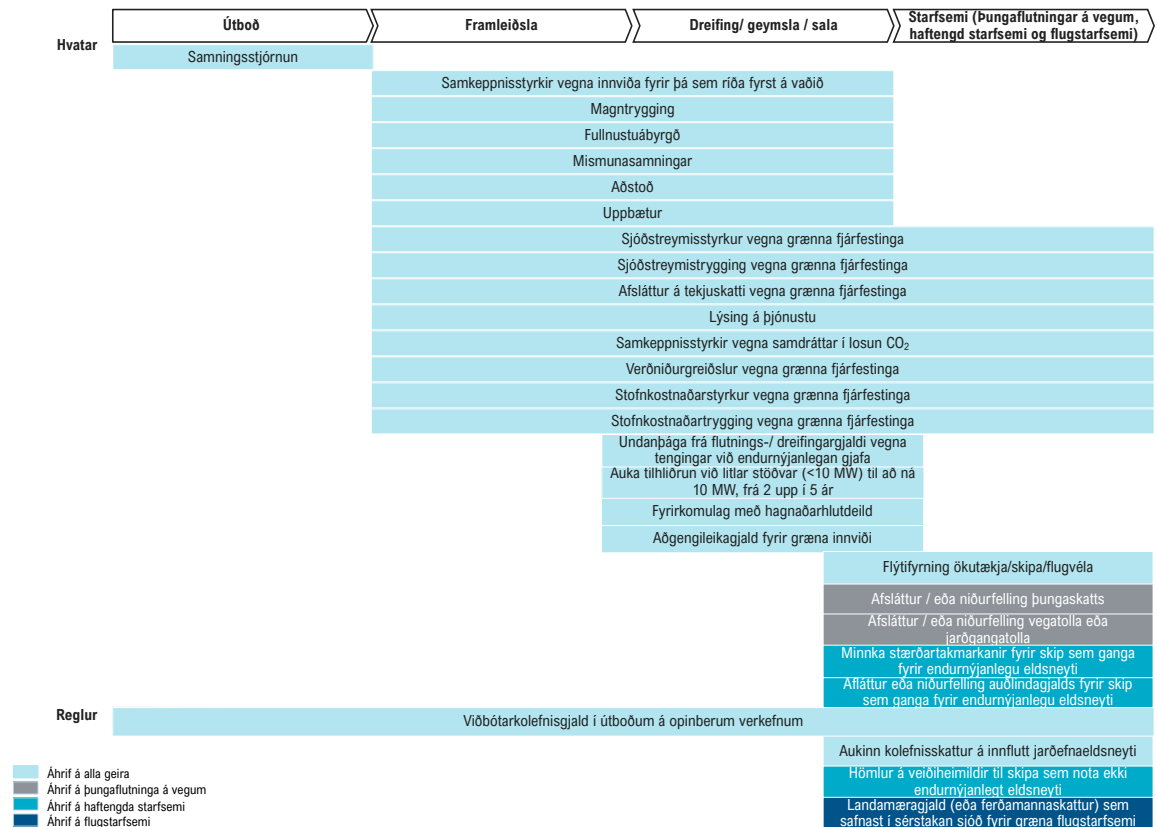 Útboð
Framleiðsla
Dreifing/ geymsla / sala
Starfsemi (Þungaflutningar á vegum,
haftengd starfsemi og flugstarfsemi)
Hvatar
Samningsstjórnun
Samkeppnisstyrkir vegna innviða fyrir þá sem ríða fyrst á vaðið
Magntrygging
Fullnustuábyrgð
Mismunasamningar
Aðstoð
Uppbætur
Sjóðstreymisstyrkur vegna grænna fjárfestinga
Sjóðstreymistrygging vegna grænna fjárfestinga
Afsláttur á tekjuskatti vegna grænna fjárfestinga
Lýsing á þjónustu
Samkeppnisstyrkir vegna samdráttar í losun CO₂
Verðniðurgreiðslur vegna grænna fjárfestinga
Stofnkostnaðarstyrkur vegna grænna fjárfestinga
Stofnkostnaðartrygging vegna grænna fjárfestinga
Undanþága frá flutnings-/ dreifingargjaldi vegna
tengingar við endurnýjanlegan gjafa
Auka tilhliðrun við litlar stöðvar (<10 MW) til að ná
10 MW, frá 2 upp í 5 ár
Fyrirkomulag með hagnaðarhlutdeild
Aðgengileikagjald fyrir græna innviði
Flýtifyrning ökutækja/skipa/flugvéla
Afsláttur / eða niðurfelling þungaskatts
Afsláttur / eða niðurfelling vegatolla eða
jarðgangatolla
Minnka stærðartakmarkanir fyrir skip sem ganga
fyrir endurnýjanlegu eldsneyti
Afláttur eða niðurfelling auðlindagjalds fyrir skip
sem ganga fyrir endurnýjanlegu eldsneyti
Reglur
Viðbótarkolefnisgjald í útboðum á opinberum verkefnum
Aukinn kolefnisskattur á innflutt jarðefnaeldsneyti
Hömlur á veiðiheimildir til skipa sem nota ekki
endurnýjanlegt eldsneyti
Landamæragjald (eða ferðamannaskattur) sem
safnast í sérstakan sjóð fyrir græna flugstarfsemi
Áhrif á alla geira
Áhrif á þungaflutninga á vegum
Áhrif á haftengda starfsemi
Áhrif á flugstarfsemi